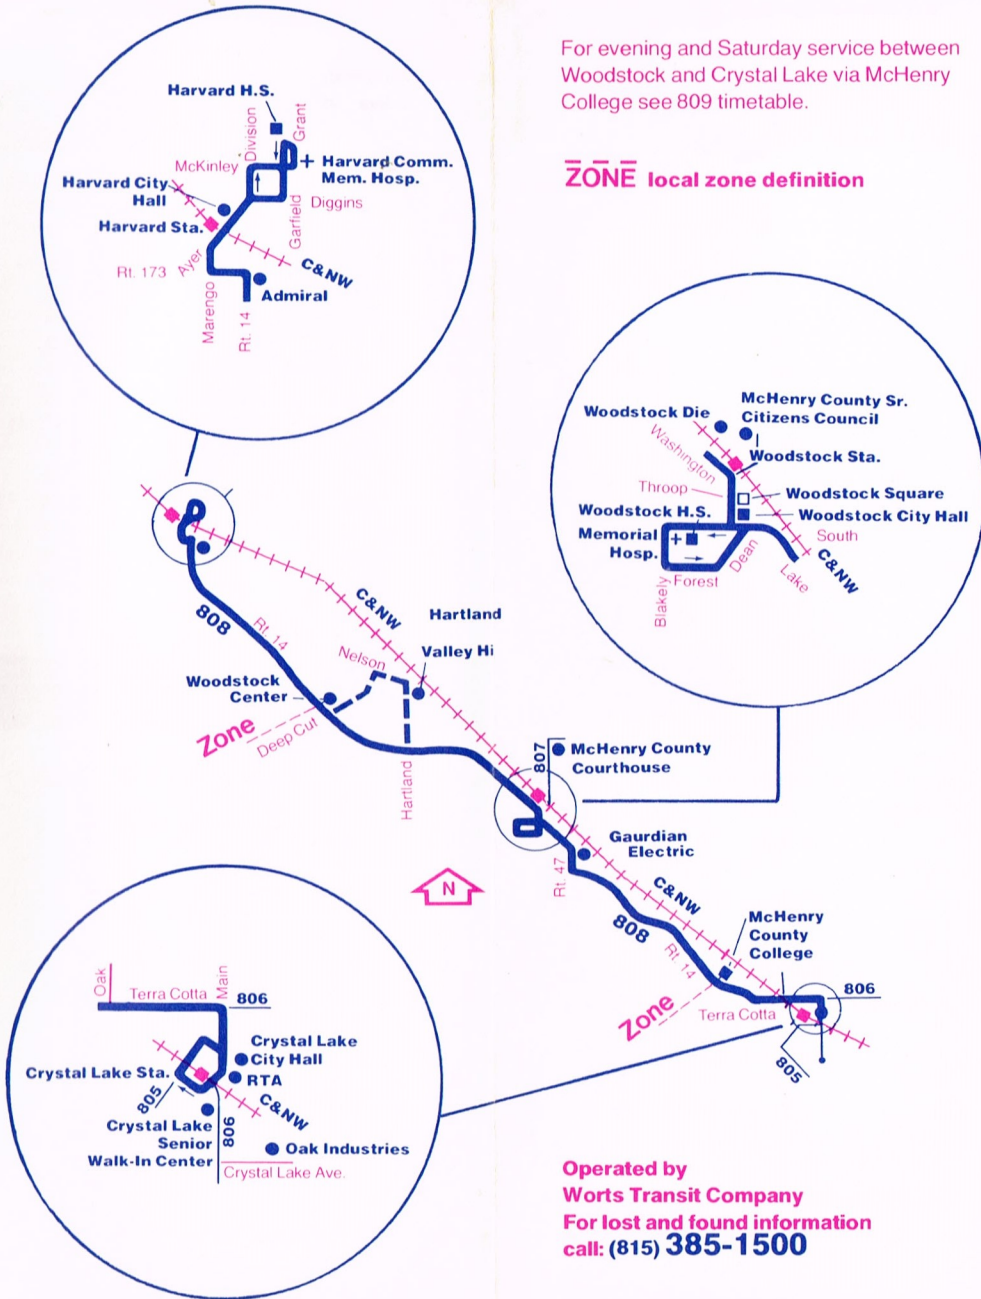 For evening and Saturday service between
Woodstock and Crystal Lake via McHenry
College see 809 timetable.
ZONE local zone definition
Harvard H.S.
Division
Grant
McKinley
+ Harvard Comm.
Mem. Hosp.
Harvard City
Hall
Diggins
Garfield
Harvard Sta.
Ayer
Rt. 173
C&NW
Admiral
Marengo
Rt. 14
McHenry County Sr.
Citizens Council
Woodstock Die
Washington
Woodstock Sta.
Throop
Woodstock Square
Woodstock H.S.
Woodstock City Hall
Memorial
Hosp.
+
South
Dean
C&NW
Lake
Forest
Blakely
808
Rt. 14
C&NW
Hartland
Nelson
Valley Hi
Woodstock
Center
Zone
Deep Cut
Hartland
807
McHenry County
Courthouse
Gaurdian
Electric
Rt. 47
N
C&NW
808
Rt. 14
McHenry
County
College
Zone
Terra Cotta
806
805
Oak
Terra Cotta
Main
806
Crystal Lake
City Hall
Crystal Lake Sta.
RTA
805
C&NW
Crystal Lake
Senior
Walk-In Center
806
Oak Industries
Crystal Lake Ave.
Operated by
Worts Transit Company
For lost and found information
call: (815) 385-1500